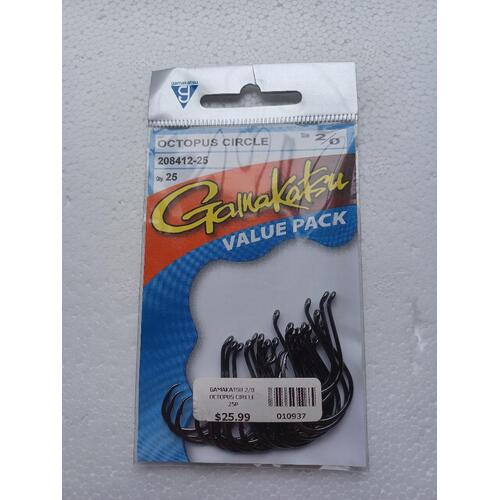 gamakatsu
OCTOPUS CIRCLE
Size 2/0
208412-25
Qty. 25
Gamakatsu
VALUE PACK
GAMAKATSU 2/0
OCTOPUS CIRCLE
25P
$25.99
010937